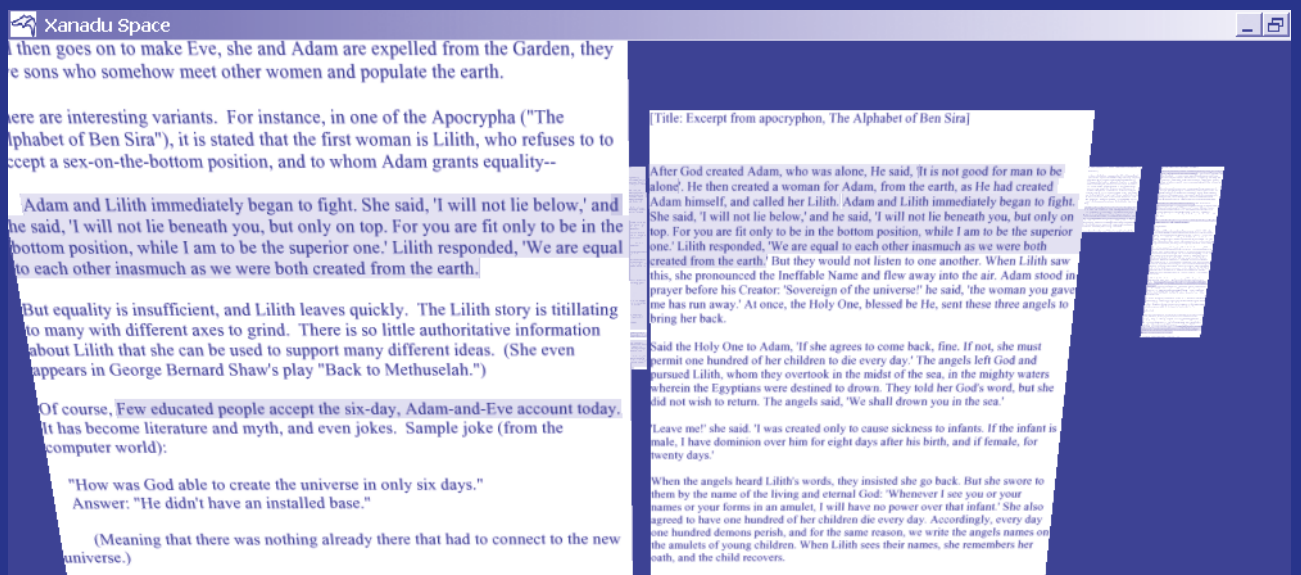 Xanadu Space
then goes on to make Eve, she and Adam are expelled from the Garden, they
e sons who somehow meet other women and populate the earth.
ere are interesting variants. For instance, in one of the Apocrypha ("The
lphabet of Ben Sira"), it is stated that the first woman is Lilith, who refuses to to
ccept a sex-on-the-bottom position, and to whom Adam grants equality--
Adam and Lilith immediately began to fight. She said, 'I will not lie below,' and
he said, 'I will not lie beneath you, but only on top. For you are fit only to be in the
bottom position, while I am to be the superior one.' Lilith responded, 'We are equal
to each other inasmuch as we were both created from the earth.
But equality is insufficient, and Lilith leaves quickly. The Lilith story is titillating
to many with different axes to grind. There is so little authoritative information
about Lilith that she can be used to support many different ideas. (She even
appears in George Bernard Shaw's play "Back to Methuselah.")
Of course, Few educated people accept the six-day, Adam-and-Eve account today.
It has become literature and myth, and even jokes. Sample joke (from the
computer world):
"How was God able to create the universe in only six days."
Answer: "He didn't have an installed base."
(Meaning that there was nothing already there that had to connect to the new
universe.)
[Title: Excerpt from apocryphon, The Alphabet of Ben Sira]
After God created Adam, who was alone, He said, 'It is not good for man to be
alone'. He then created a woman for Adam, from the earth, as He had created
Adam himself, and called her Lilith. Adam and Lilith immediately began to fight.
She said, 'I will not lie below,' and he said, 'I will not lie beneath you, but only on
top. For you are fit only to be in the bottom position, while I am to be the superior
one.' Lilith responded, 'We are equal to each other inasmuch as we were both
created from the earth.' But they would not listen to one another. When Lilith saw
this, she pronounced the Ineffable Name and flew away into the air. Adam stood in
prayer before his Creator: 'Sovereign of the universe!' he said, 'the woman you gave
me has run away.' At once, the Holy One, blessed be He, sent these three angels to
bring her back.
Said the Holy One to Adam, 'If she agrees to come back, fine. If not, she must
permit one hundred of her children to die every day.' The angels left God and
pursued Lilith, whom they overtook in the midst of the sea, in the mighty waters
wherein the Egyptians were destined to drown. They told her God's word, but she
did not wish to return. The angels said, 'We shall drown you in the sea.'
'Leave me!' she said. 'I was created only to cause sickness to infants. If the infant is
male, I have dominion over him for eight days after his birth, and if female, for
twenty days.'
When the angels heard Lilith's words, they insisted she go back. But she swore to
them by the name of the living and eternal God: 'Whenever I see you or your
names or your forms in an amulet, I will have no power over that infant.' She also
agreed to have one hundred of her children die every day. Accordingly, every day
one hundred demons perish, and for the same reason, we write the angels names on
the amulets of young children. When Lilith sees their names, she remembers her
oath, and the child recovers.